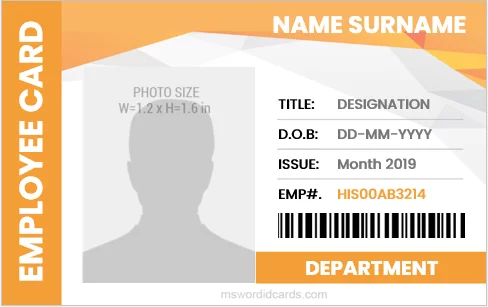 EMPLOYEE CARD
NAME SURNAME
PHOTO SIZE
W=1.2 x H=1.6 in
TITLE: DESIGNATION
D.O.B: DD-MM-YYYY
ISSUE: Month 2019
EMP#. HIS00AB3214
DEPARTMENT
mswordidcards.com